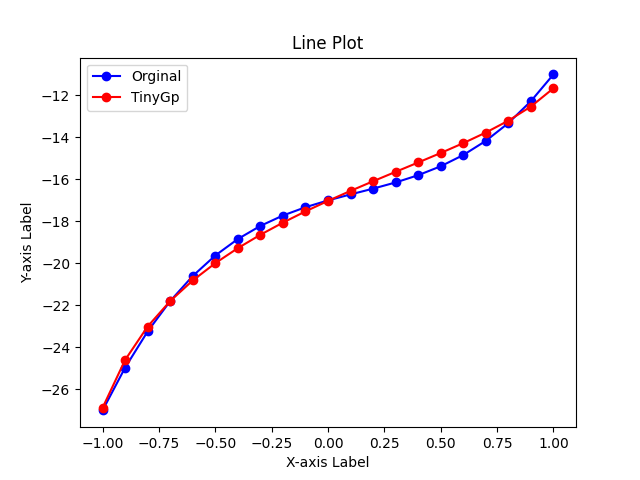 Line Plot
Orginal
TinyGp
Y-axis Label
−12
−14
−16
−18
−20
−22
−24
−26
−1.00 −0.75 −0.50 −0.25 0.00 0.25 0.50 0.75 1.00
X-axis Label